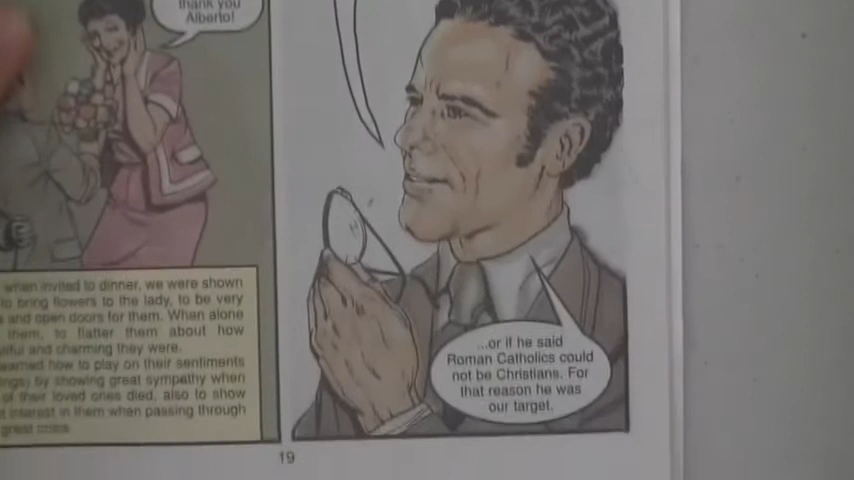 thank you
Alberto!
when invited to dinner, we were shown
to bring flowers to the lady, to be very
and open doors for them. When alone
them, to flatter them about how
and charming they were.
learned how to play on their sentiments
by showing great sympathy when
of their loved ones died, also to show
interest in them when passing through
great
...or if he said
Roman Catholics could
not be Christians. For
that reason he was
our target.
19